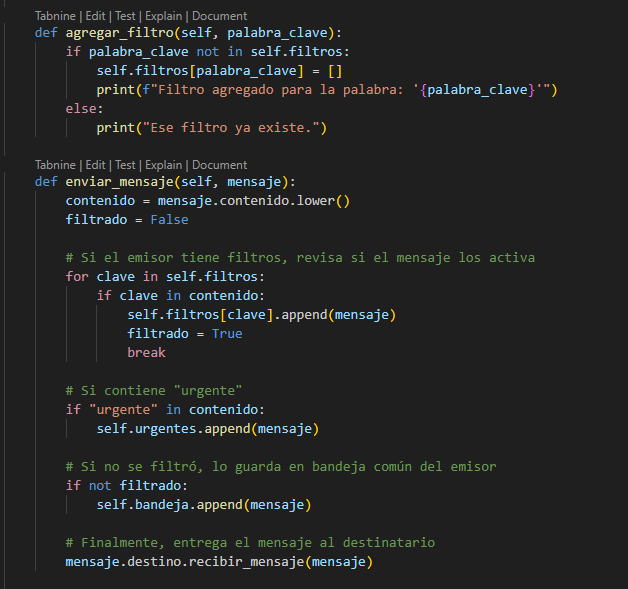 Tabnine | Edit | Test | Explain | Document
def agregar_filtro(self, palabra_clave):
    if palabra_clave not in self.filtros:
        self.filtros[palabra_clave] = []
        print(f"Filtro agregado para la palabra: '{palabra_clave}'")
    else:
        print("Ese filtro ya existe.")
Tabnine | Edit | Test | Explain | Document
def enviar_mensaje(self, mensaje):
    contenido = mensaje.contenido.lower()
    filtrado = False
    # Si el emisor tiene filtros, revisa si el mensaje los activa
    for clave in self.filtros:
        if clave in contenido:
            self.filtros[clave].append(mensaje)
            filtrado = True
            break
    # Si contiene "urgente"
    if "urgente" in contenido:
        self.urgentes.append(mensaje)
    # Si no se filtró, lo guarda en bandeja común del emisor
    if not filtrado:
        self.bandeja.append(mensaje)
    # Finalmente, entrega el mensaje al destinatario
    mensaje.destino.recibir_mensaje(mensaje)